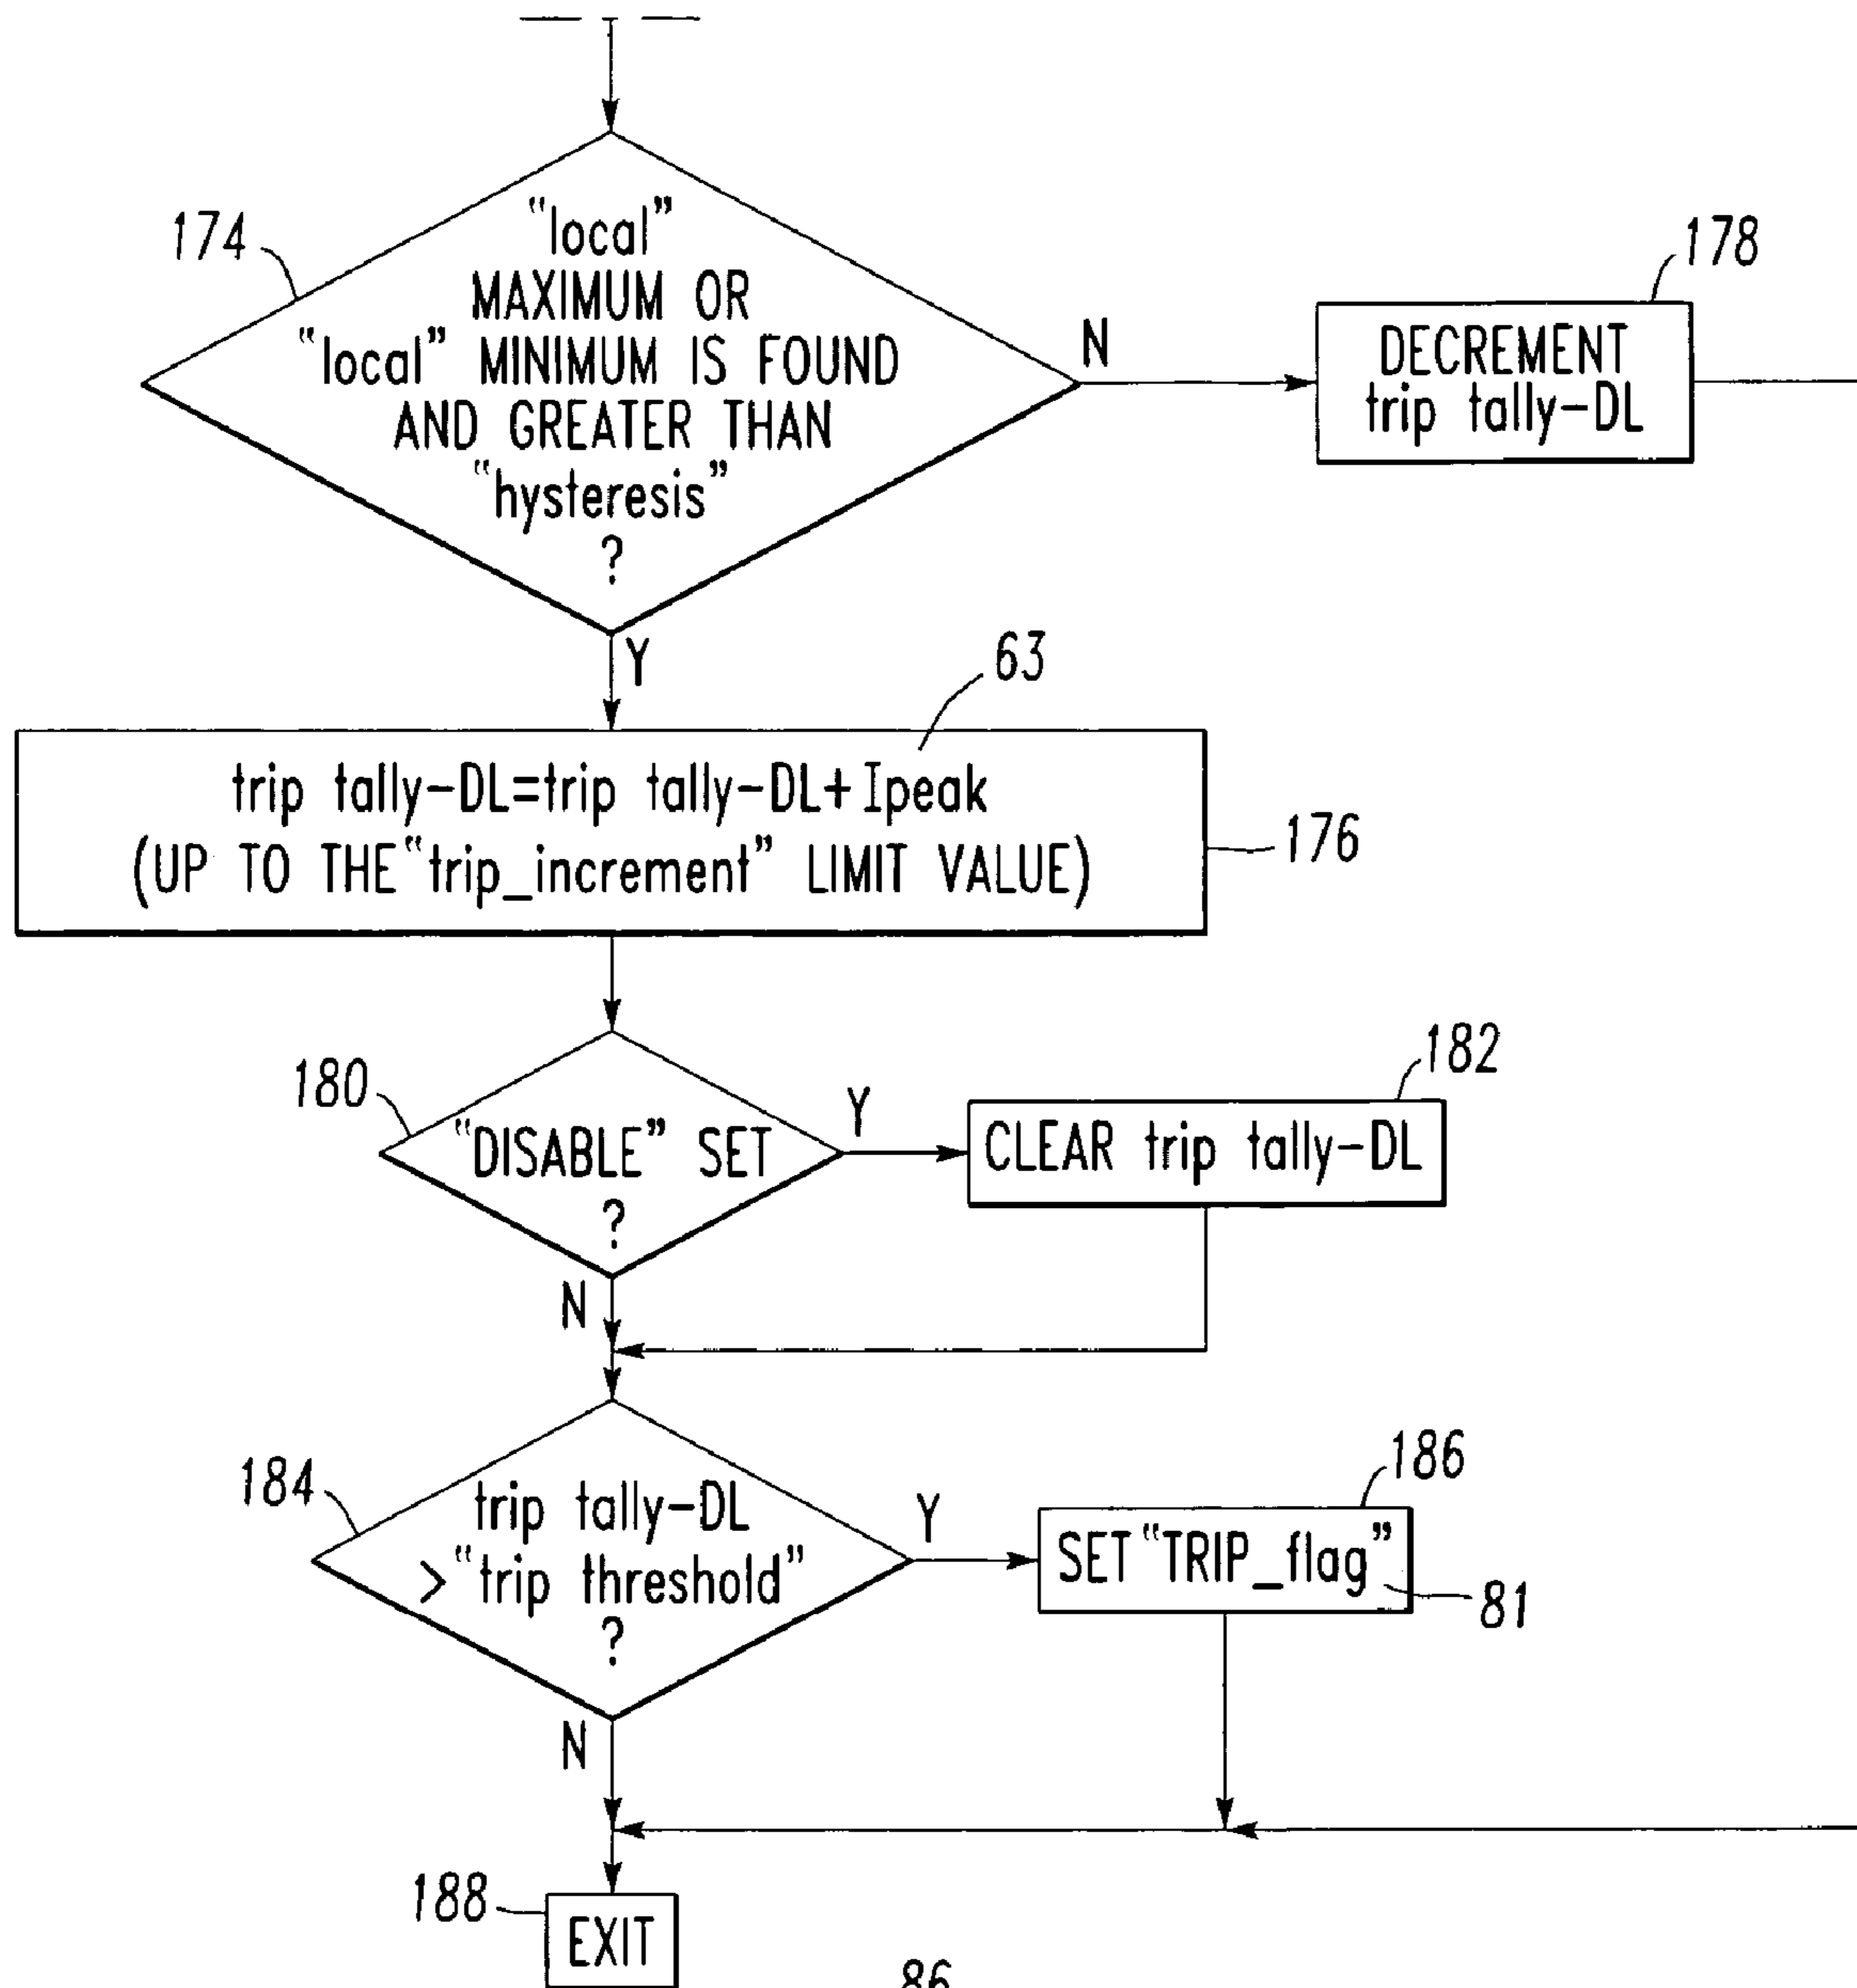 174
“local”
MAXIMUM OR
“local” MINIMUM IS FOUND
AND GREATER THAN
“hysteresis”
?
N
178
DECREMENT
trip tally-DL
Y
63
trip tally-DL=trip tally-DL+Ipeak
(UP TO THE“trip_increment” LIMIT VALUE)
176
180
“DISABLE” SET
?
Y
182
CLEAR trip tally-DL
N
184
trip tally-DL
> “trip threshold”
?
Y
186
SET“TRIP_flag”
81
N
188
EXIT
86